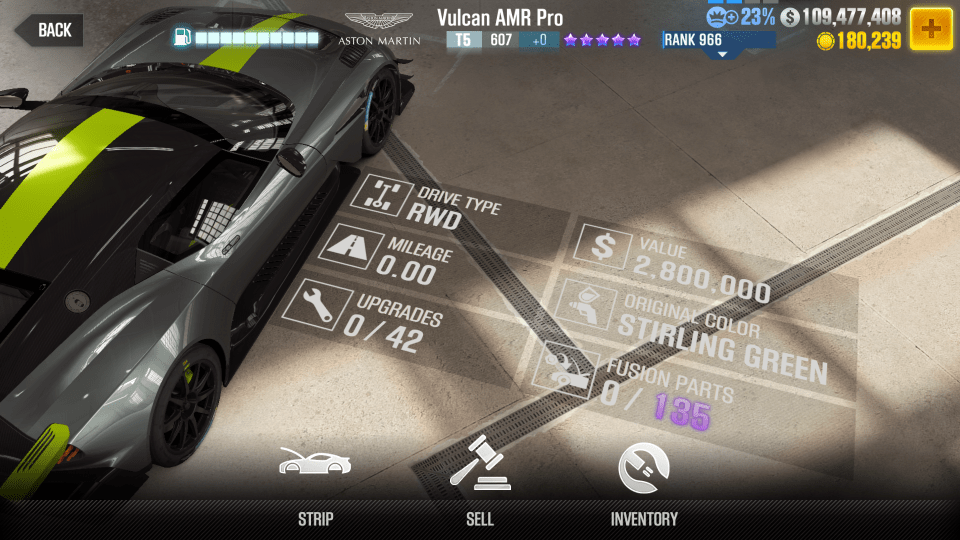 BACK
ASTON MARTIN
Vulcan AMR Pro
T5 607 +0
23%
109,477,408
RANK 966
180,239
DRIVE TYPE
RWD
MILEAGE
0.00
UPGRADES
0/42
VALUE
2,800,000
ORIGINAL COLOR
STIRLING GREEN
FUSION PARTS
0 / 135
STRIP
SELL
INVENTORY